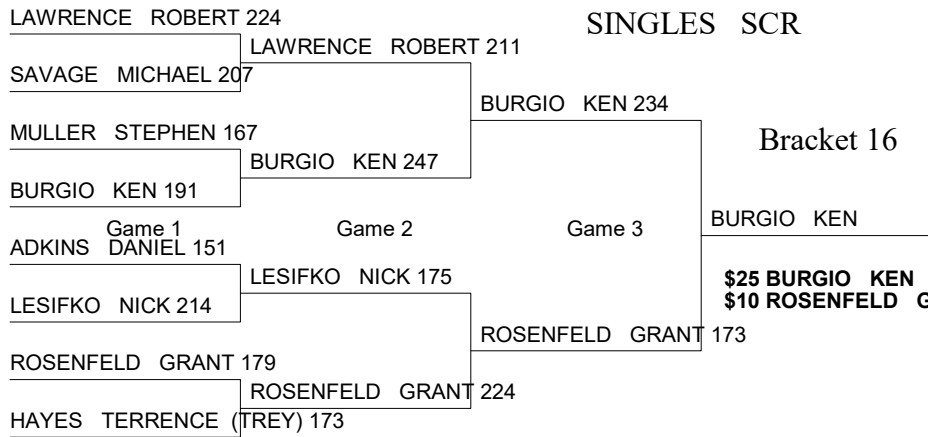 LAWRENCE ROBERT 224
SINGLES SCR
LAWRENCE ROBERT 211
SAVAGE MICHAEL 207
BURGIO KEN 234
MULLER STEPHEN 167
Bracket 16
BURGIO KEN 247
BURGIO KEN 191
Game 1
Game 2
Game 3
BURGIO KEN
ADKINS DANIEL 151
LESIFKO NICK 175
$25 BURGIO KEN
$10 ROSENFELD G
LESIFKO NICK 214
ROSENFELD GRANT 173
ROSENFELD GRANT 179
ROSENFELD GRANT 224
HAYES TERRENCE (TREY) 173